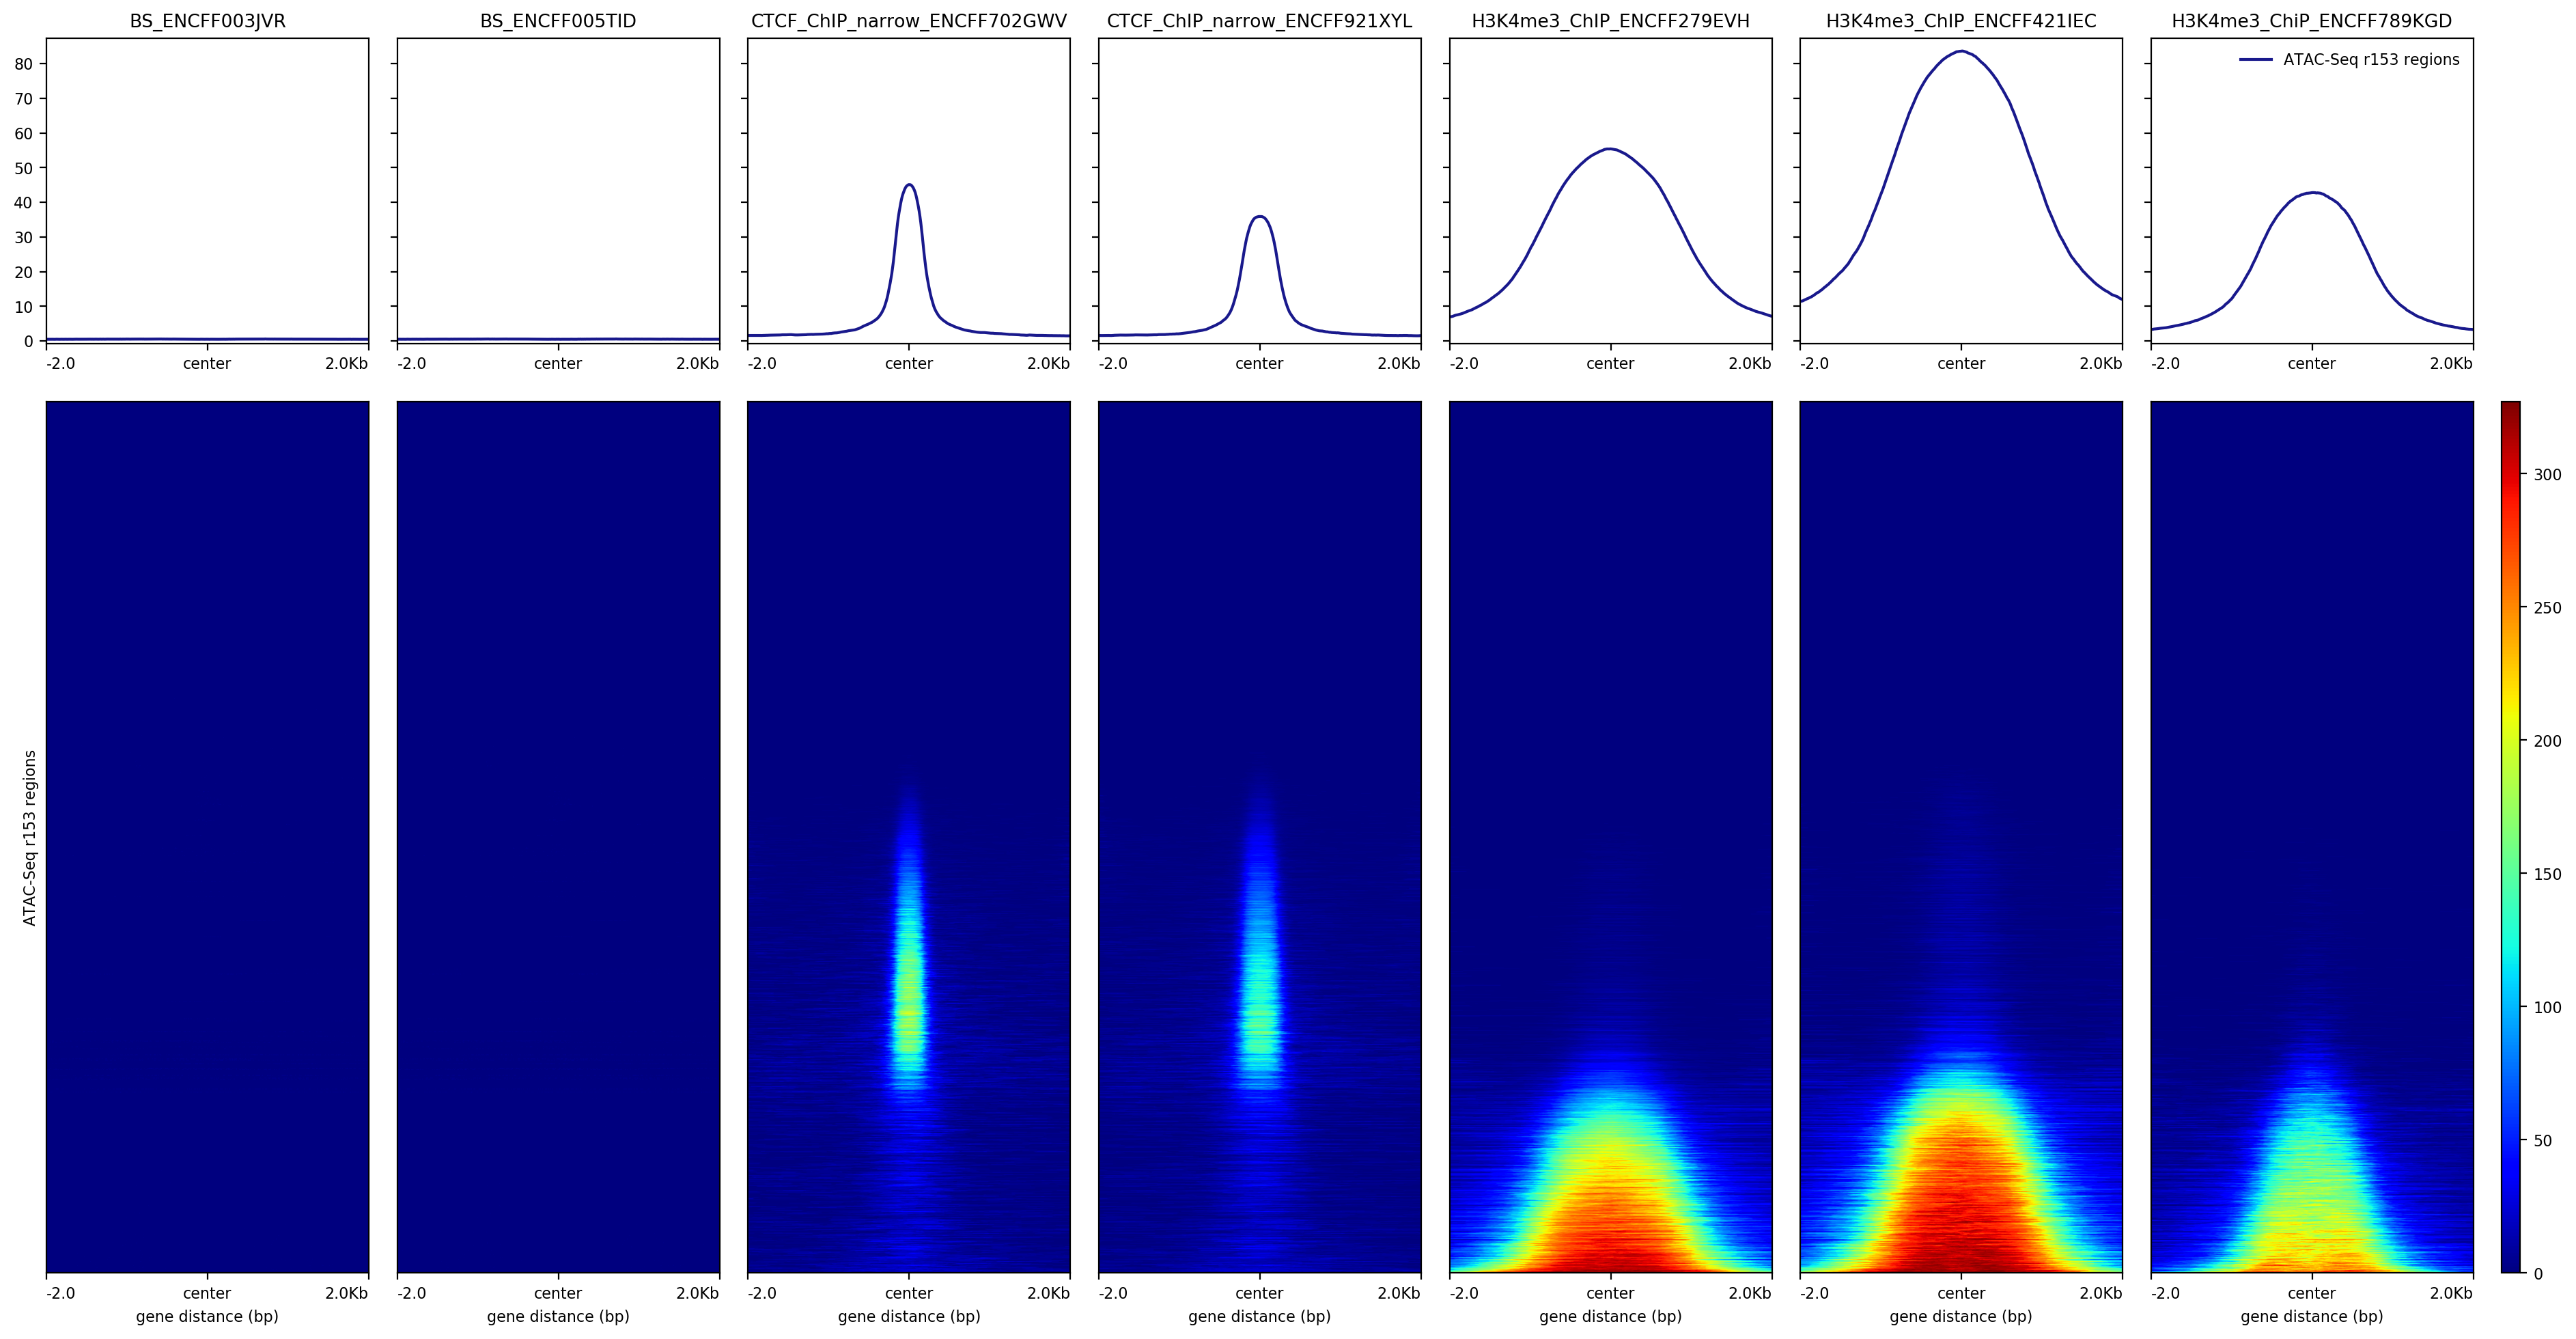 BS_ENCFF003JVR
BS_ENCFF005TID
CTCF_ChIP_narrow_ENCFF702GWV
CTCF_ChIP_narrow_ENCFF921XYL
H3K4me3_ChIP_ENCFF279EVH
H3K4me3_ChIP_ENCFF421IEC
H3K4me3_ChiP_ENCFF789KGD
80
70
60
50
40
30
20
10
0
ATAC-Seq r153 regions
-2.0 center 2.0Kb
-2.0 center 2.0Kb
-2.0 center 2.0Kb
-2.0 center 2.0Kb
-2.0 center 2.0Kb
-2.0 center 2.0Kb
-2.0 center 2.0Kb
ATAC-Seq r153 regions
300
250
200
150
100
50
0
-2.0 center 2.0Kb
-2.0 center 2.0Kb
-2.0 center 2.0Kb
-2.0 center 2.0Kb
-2.0 center 2.0Kb
-2.0 center 2.0Kb
-2.0 center 2.0Kb
gene distance (bp)
gene distance (bp)
gene distance (bp)
gene distance (bp)
gene distance (bp)
gene distance (bp)
gene distance (bp)